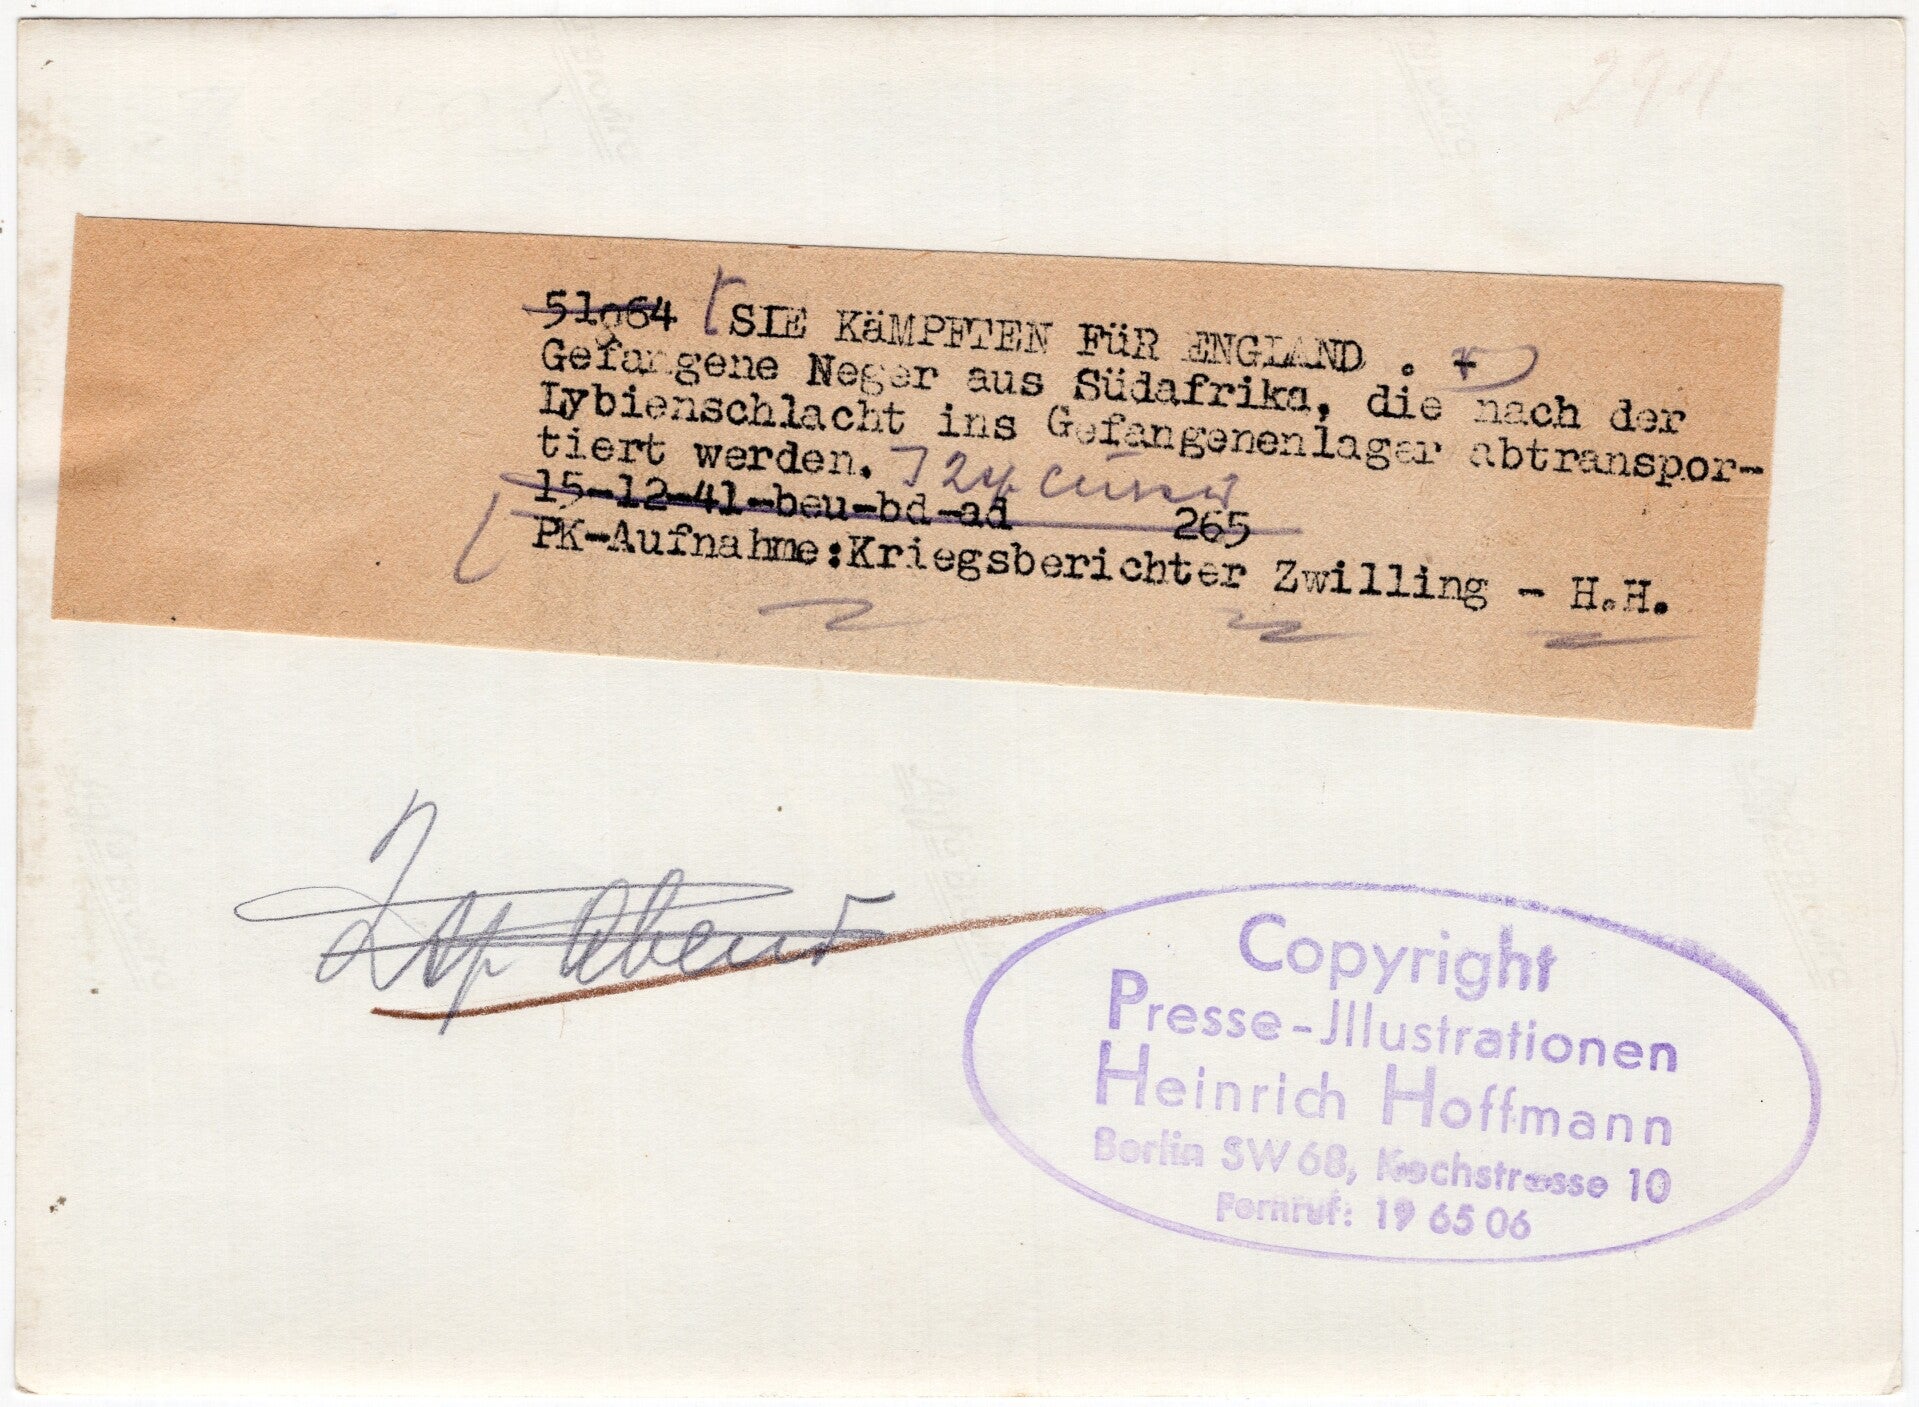 291
51964 SIE KÄMPFTEN FÜR ENGLAND .
Gefangene Neger aus Südafrika, die nach der
Lybienschlacht ins Gefangenenlager abtranspor-
tiert werden.
15-12-41-beu-bd-ad 265
PK-Aufnahme:Kriegsberichter Zwilling - H.H.
Copyright
Presse-Jllustrationen
Heinrich Hoffmann
Berlin SW 68, Kochstrasse 10
Fernruf: 19 65 06